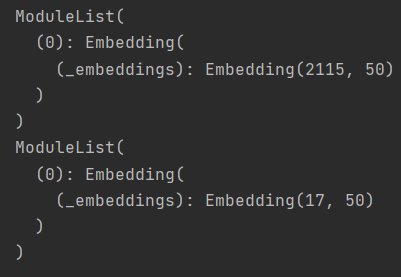 ModuleList(
  (0): Embedding(
    (_embeddings): Embedding(2115, 50)
  )
)
ModuleList(
  (0): Embedding(
    (_embeddings): Embedding(17, 50)
  )
)